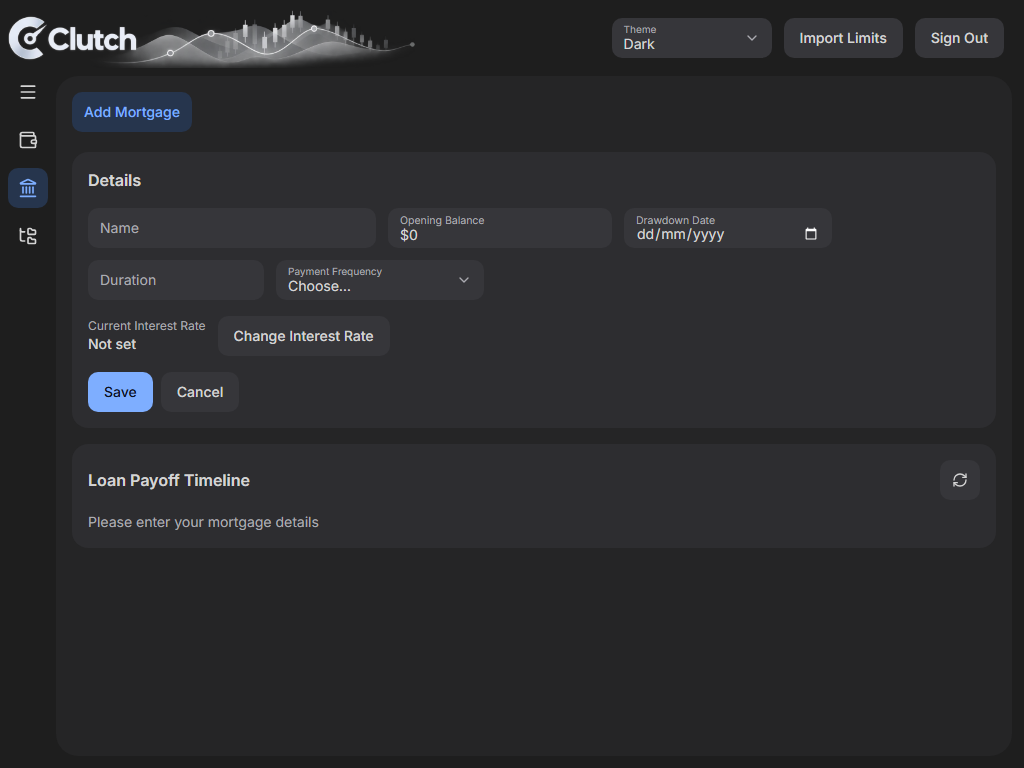 Clutch
Theme
Dark
Import Limits
Sign Out
Add Mortgage
Details
Name
Opening Balance
$0
Drawdown Date
dd/mm/yyyy
Duration
Payment Frequency
Choose...
Current Interest Rate
Not set
Change Interest Rate
Save
Cancel
Loan Payoff Timeline
Please enter your mortgage details